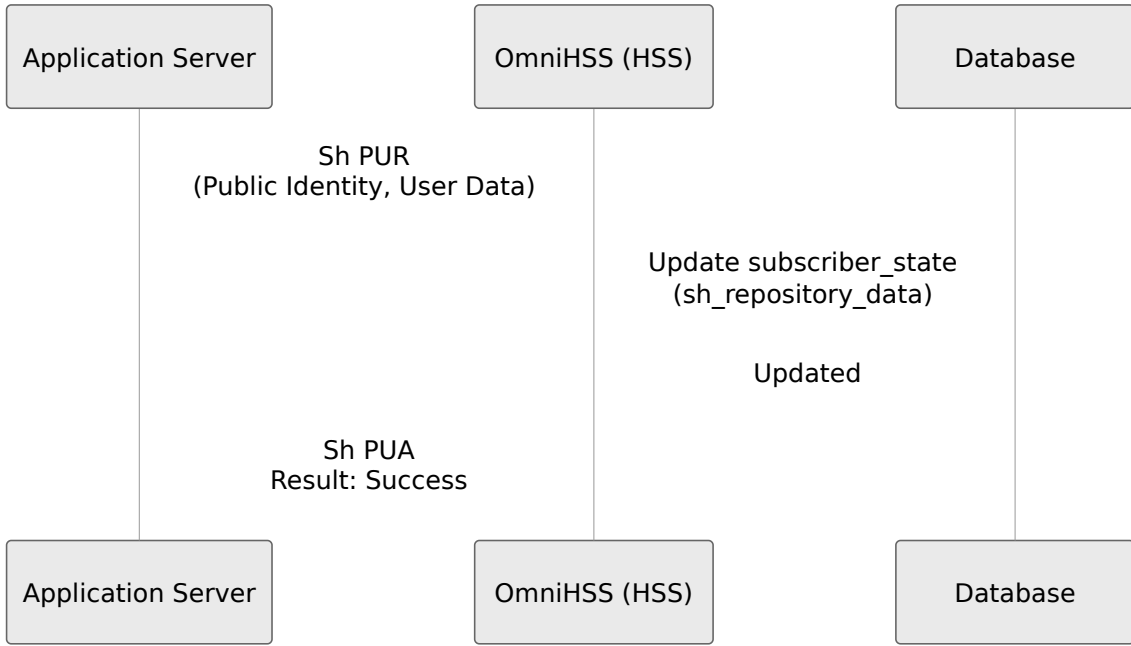 Application Server
OmniHSS (HSS)
Database
Sh PUR
(Public Identity, User Data)
Update subscriber_state
(sh_repository_data)
Updated
Sh PUA
Result: Success
Application Server
OmniHSS (HSS)
Database